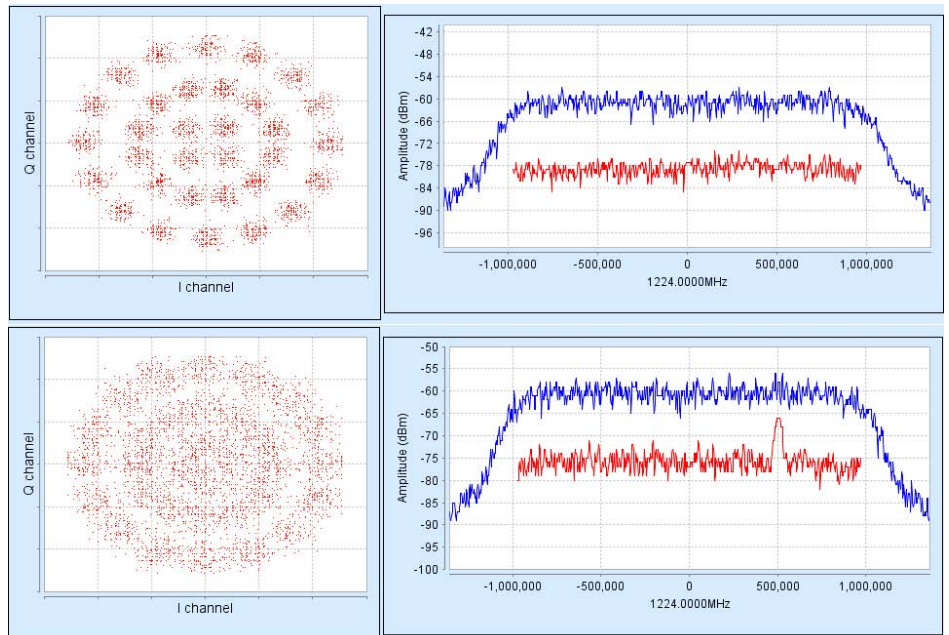 Q channel
I channel
Amplitude (dBm)
-42
-48
-54
-60
-66
-72
-78
-84
-90
-96
-1,000,000 -500,000 0 500,000 1,000,000
1224.0000MHz
Q channel
I channel
Amplitude (dBm)
-50
-55
-60
-65
-70
-75
-80
-85
-90
-95
-100
-1,000,000 -500,000 0 500,000 1,000,000
1224.0000MHz